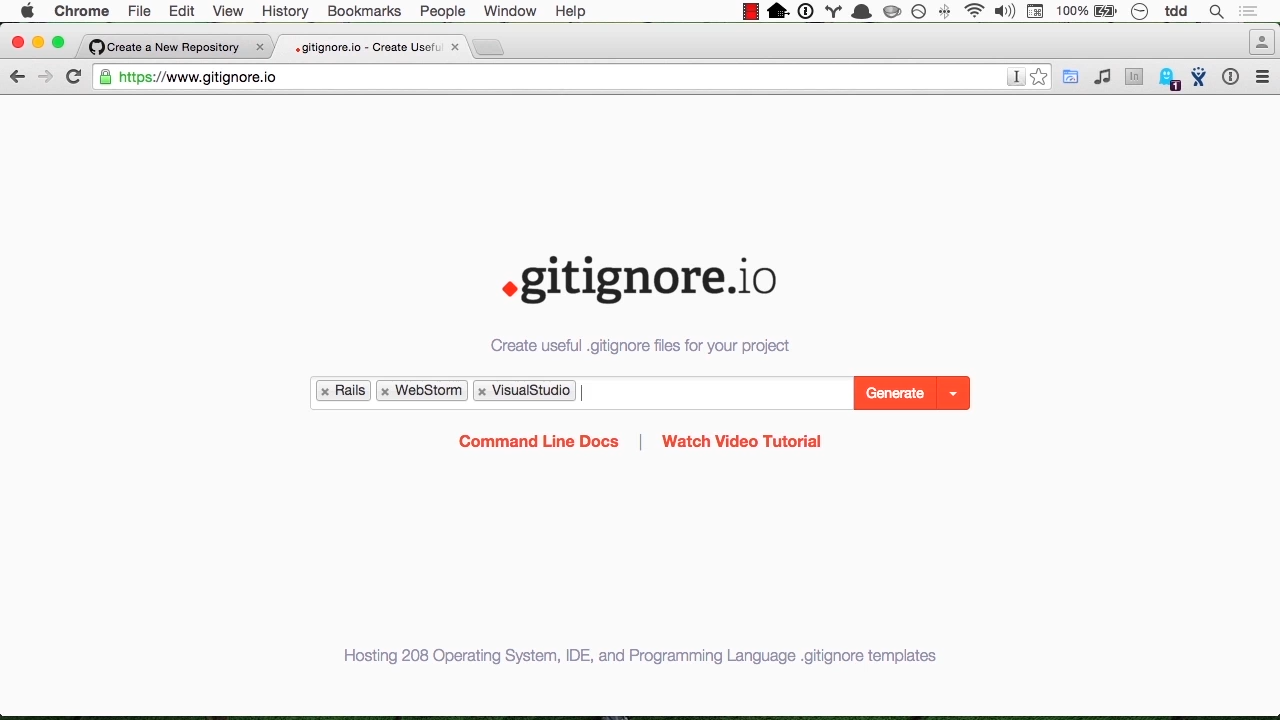 Chrome File Edit View History Bookmarks People Window Help 100% tdd
Create a New Repository gitignore.io - Create Useful
https://www.gitignore.io
1
.gitignore.io
Create useful .gitignore files for your project
Rails WebStorm VisualStudio Generate
Command Line Docs | Watch Video Tutorial
Hosting 208 Operating System, IDE, and Programming Language .gitignore templates